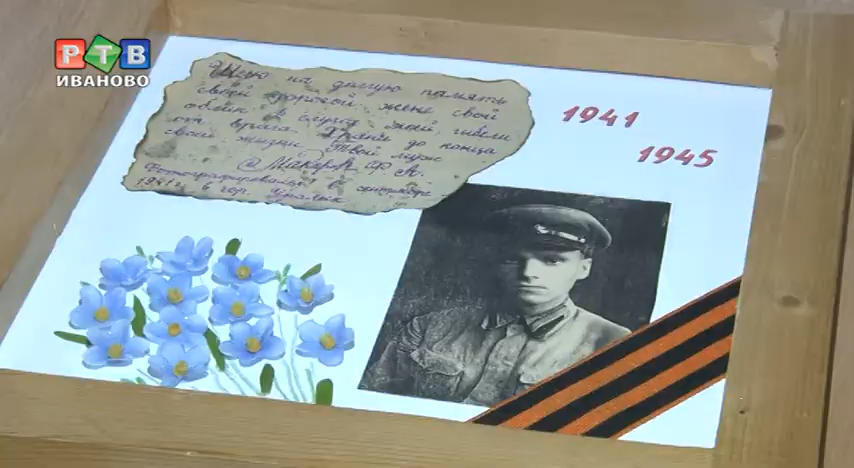 РТВ
ИВАНОВО
Шлю на долгую память
своей дорогой жене свой
облик в случае моей гибели
от врага. Храни до конца
своей жизни Твой муж
Макаров Ф А.
Фотографировался в сентябре
1941 г. в гор.
1941
1945